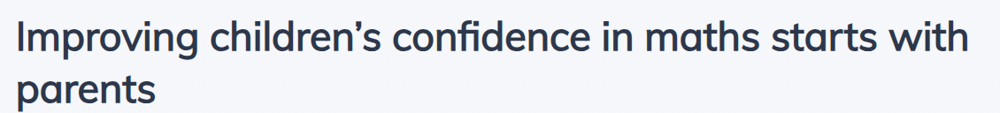 Improving children’s confidence in maths starts with
parents